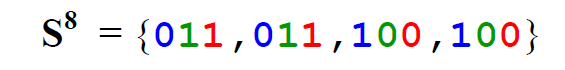 S⁸ = {011,011,100,100}